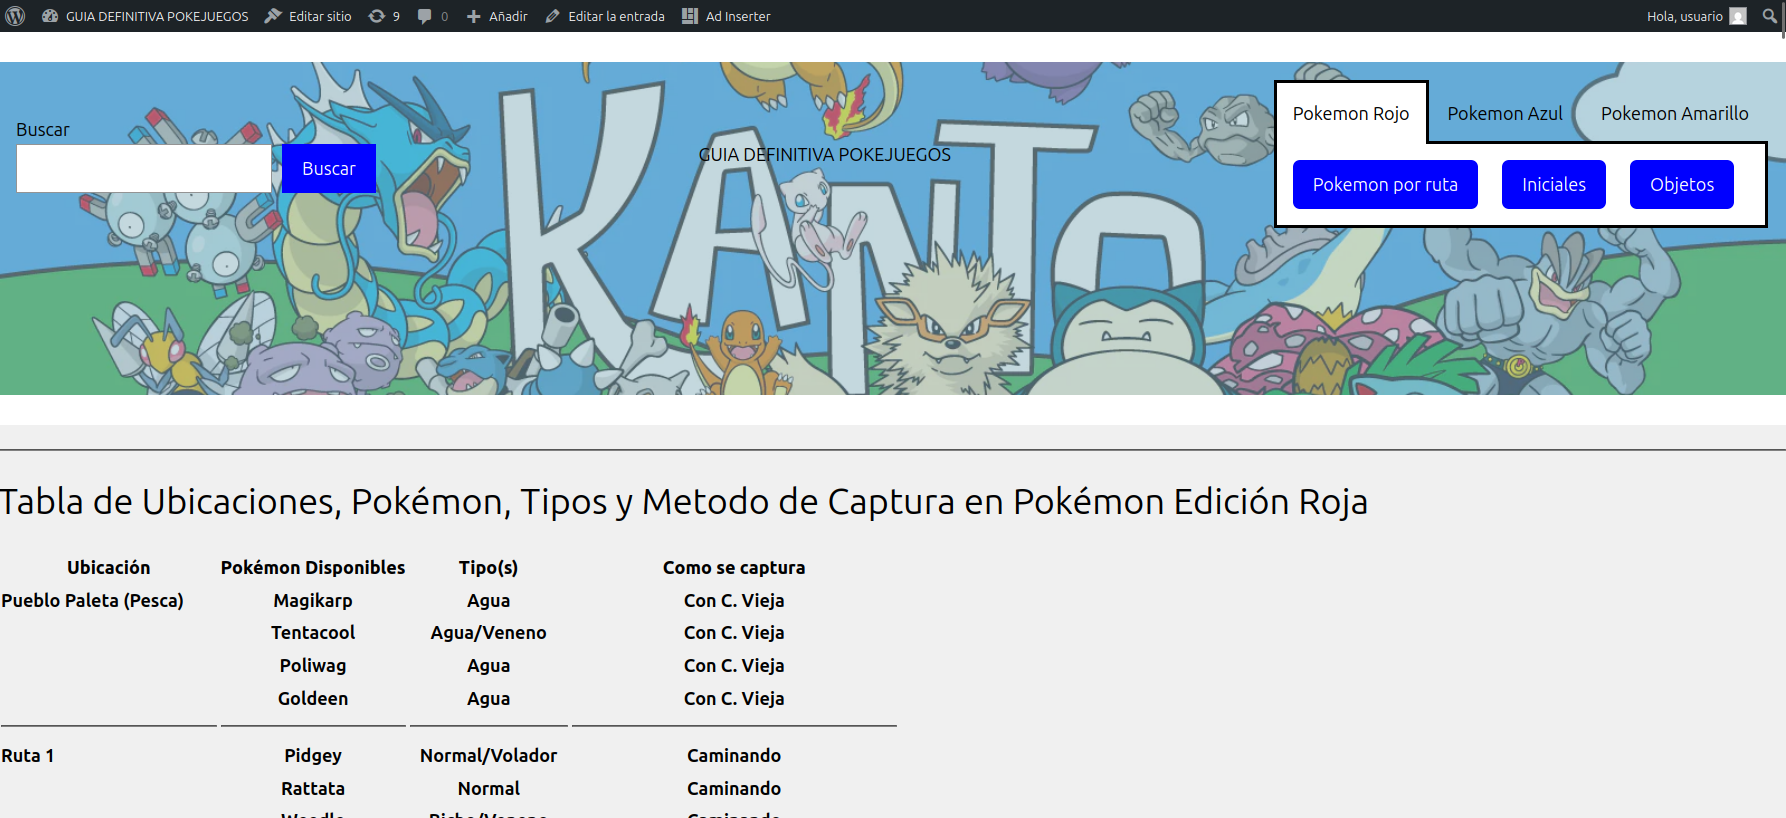 GUIA DEFINITIVA POKEJUEGOS Editar sitio 9 0 Añadir Editar la entrada Ad Inserter Hola, usuario
Buscar
Buscar
KANTO
GUIA DEFINITIVA POKEJUEGOS
Pokemon Rojo Pokemon Azul Pokemon Amarillo
Pokemon por ruta Iniciales Objetos
Tabla de Ubicaciones, Pokémon, Tipos y Metodo de Captura en Pokémon Edición Roja
Ubicación Pokémon Disponibles Tipo(s) Como se captura
Pueblo Paleta (Pesca) Magikarp Agua Con C. Vieja
Tentacool Agua/Veneno Con C. Vieja
Poliwag Agua Con C. Vieja
Goldeen Agua Con C. Vieja
Ruta 1 Pidgey Normal/Volador Caminando
Rattata Normal Caminando